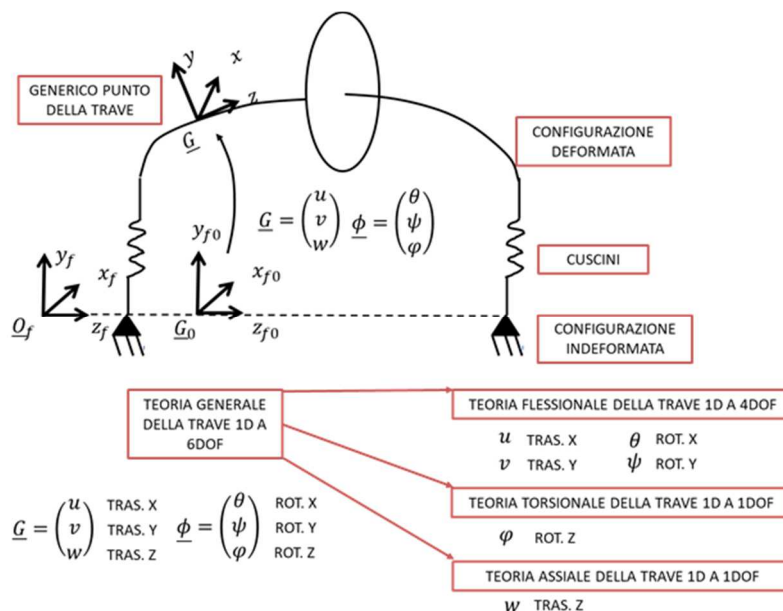 y
x
z
GENERICO PUNTO
DELLA TRAVE
G
CONFIGURAZIONE
DEFORMATA
G = (u v w) ϕ = (θ ψ φ)
y_f
x_f
z_f
O_f
y_f0
x_f0
z_f0
G_0
CUSCINI
CONFIGURAZIONE
INDEFORMATA
TEORIA GENERALE
DELLA TRAVE 1D A
6DOF
G = (u v w) TRAS. X TRAS. Y TRAS. Z ϕ = (θ ψ φ) ROT. X ROT. Y ROT. Z
TEORIA FLESSIONALE DELLA TRAVE 1D A 4DOF
u TRAS. X θ ROT. X
v TRAS. Y ψ ROT. Y
TEORIA TORSIONALE DELLA TRAVE 1D A 1DOF
φ ROT. Z
TEORIA ASSIALE DELLA TRAVE 1D A 1DOF
w TRAS. Z